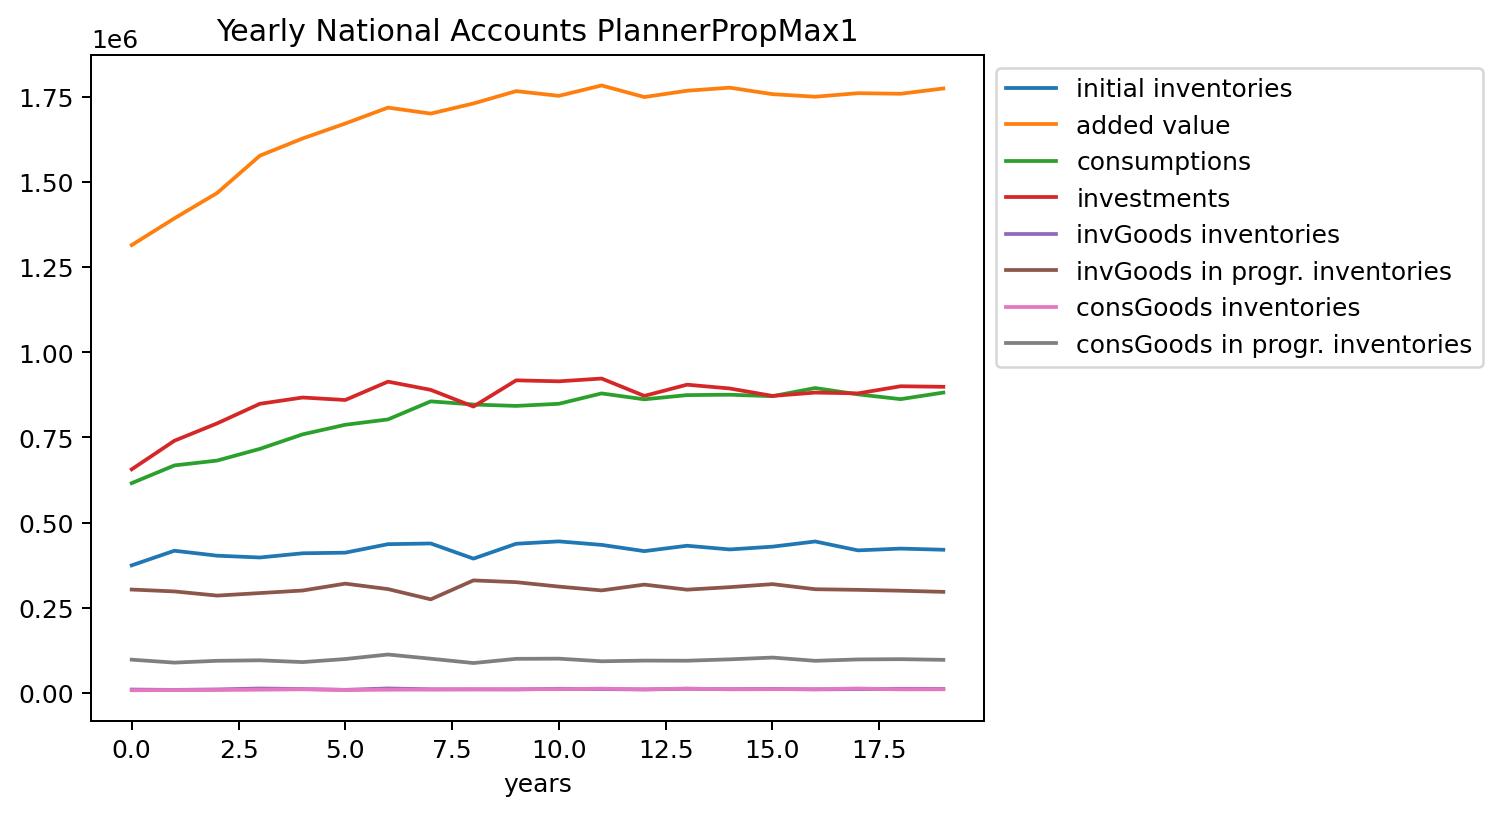 Yearly National Accounts PlannerPropMax1
1e6
1.75
1.50
1.25
1.00
0.75
0.50
0.25
0.00
0.0 2.5 5.0 7.5 10.0 12.5 15.0 17.5
years
initial inventories
added value
consumptions
investments
invGoods inventories
invGoods in progr. inventories
consGoods inventories
consGoods in progr. inventories